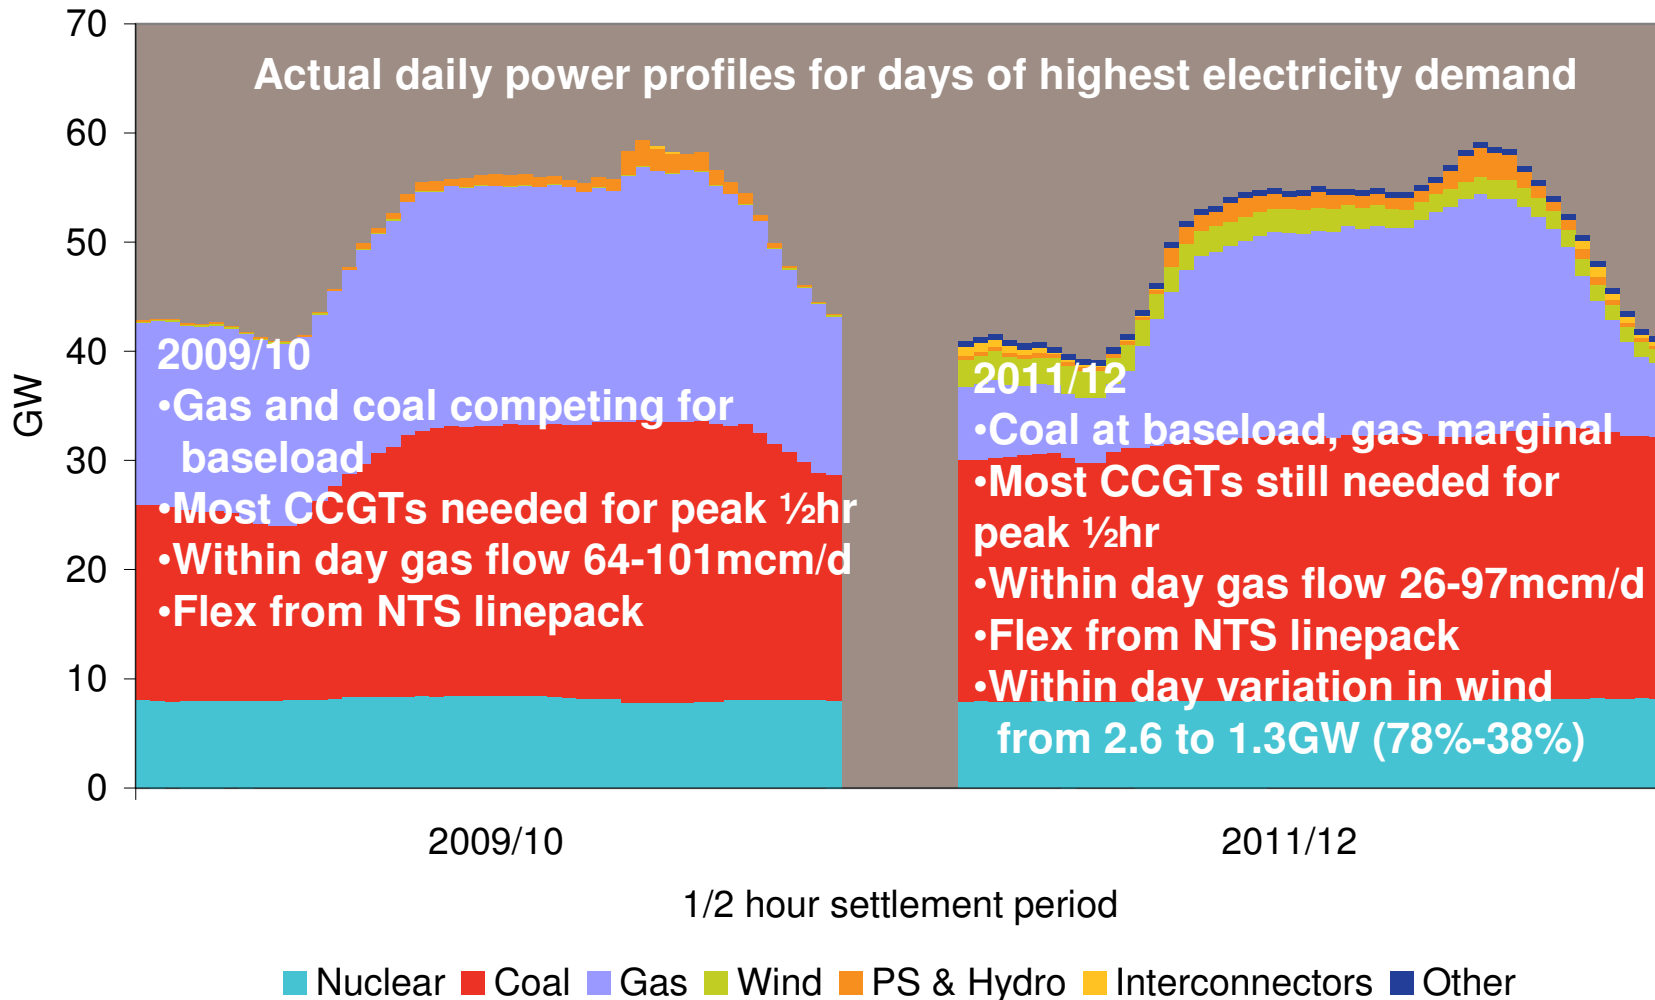 70
Actual daily power profiles for days of highest electricity demand
60
50
40
30
20
10
0
GW
2009/10
•Gas and coal competing for
baseload
•Most CCGTs needed for peak ½hr
•Within day gas flow 64-101mcm/d
•Flex from NTS linepack
2011/12
•Coal at baseload, gas marginal
•Most CCGTs still needed for
peak ½hr
•Within day gas flow 26-97mcm/d
•Flex from NTS linepack
•Within day variation in wind
from 2.6 to 1.3GW (78%-38%)
2009/10
2011/12
1/2 hour settlement period
Nuclear Coal Gas Wind PS & Hydro Interconnectors Other